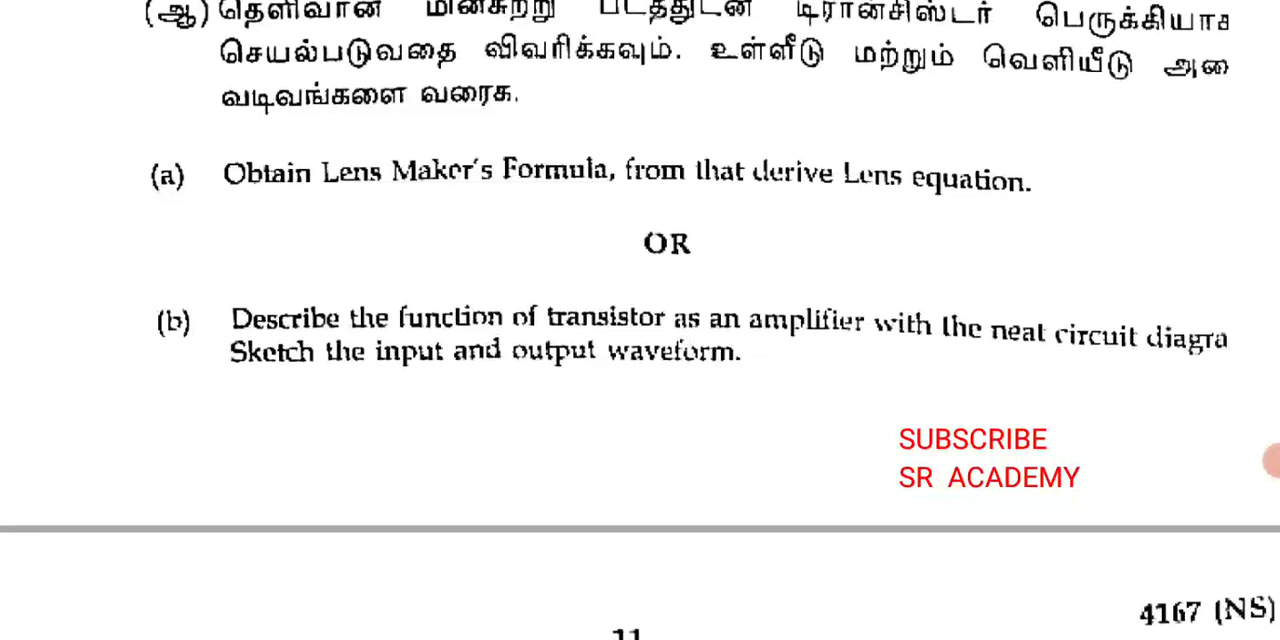 (ஆ) தெளிவான மின்சுற்று படத்துடன் டிரான்சிஸ்டர் பெருக்கியாக
செயல்படுவதை விவரிக்கவும். உள்ளீடு மற்றும் வெளியீடு அலை
வடிவங்களை வரைக.
(a) Obtain Lens Maker's Formula, from that derive Lens equation.
OR
(b) Describe the function of transistor as an amplifier with the neat circuit diagra
Sketch the input and output waveform.
SUBSCRIBE
SR ACADEMY
4167 (NS)
11